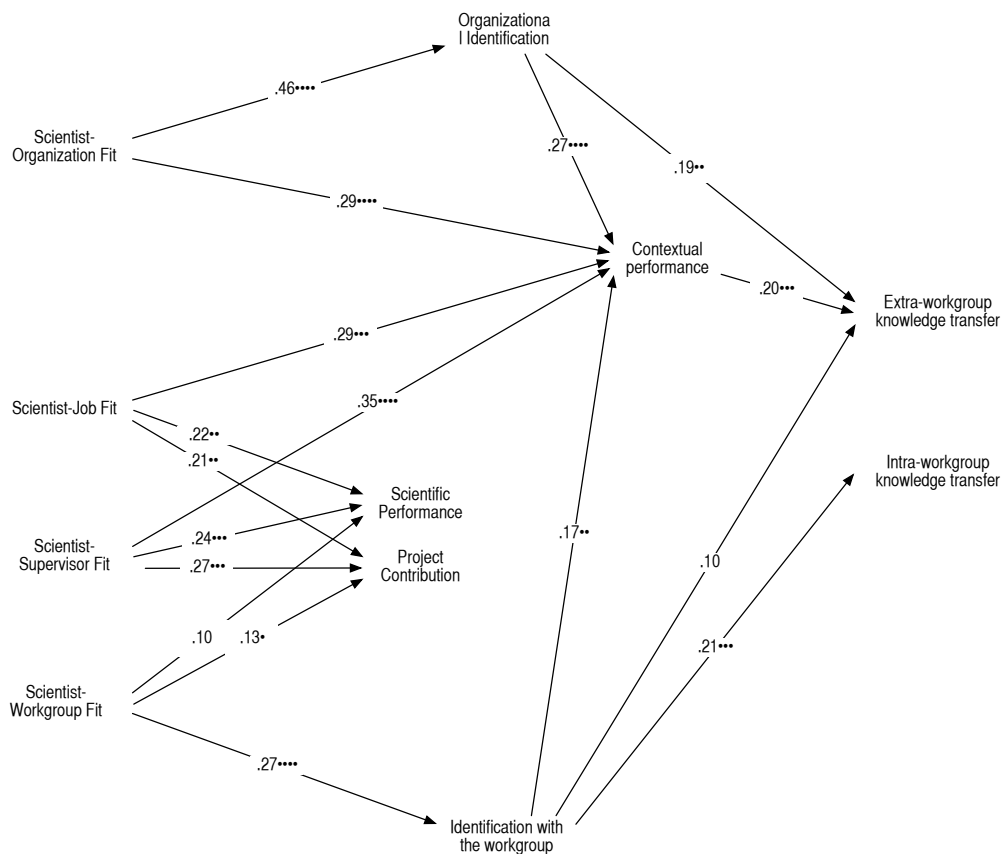 Organizationa
l Identification
.46••••
Scientist-
Organization Fit
.27••••
.19••
.29••••
Contextual
performance
.20•••
Extra-workgroup
knowledge transfer
.29•••
Scientist-Job Fit
.35••••
.22••
.21••
Intra-workgroup
knowledge transfer
Scientific
Performance
.24•••
Scientist-
Supervisor Fit
.27•••
Project
Contribution
.17••
.10
.10
.13•
.21•••
Scientist-
Workgroup Fit
.27••••
Identification with
the workgroup